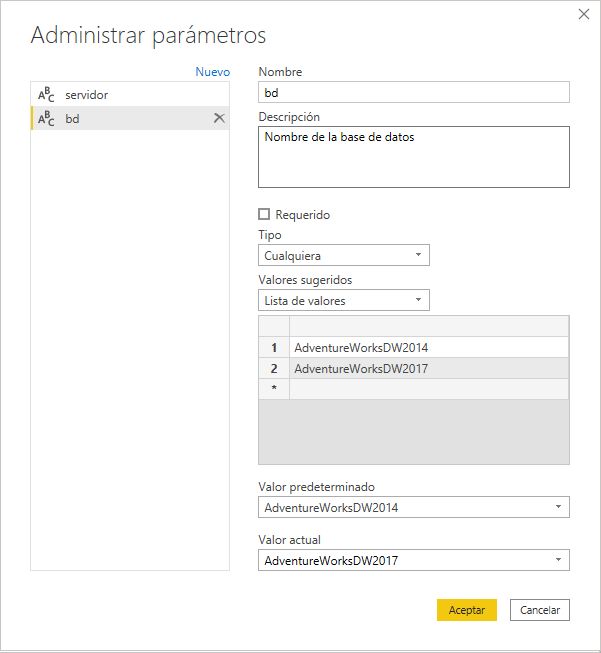 Administrar parámetros
Nuevo
ABC servidor
ABC bd
Nombre
bd
Descripción
Nombre de la base de datos
Requerido
Tipo
Cualquiera
Valores sugeridos
Lista de valores
1 AdventureWorksDW2014
2 AdventureWorksDW2017
*
Valor predeterminado
AdventureWorksDW2014
Valor actual
AdventureWorksDW2017
Aceptar Cancelar